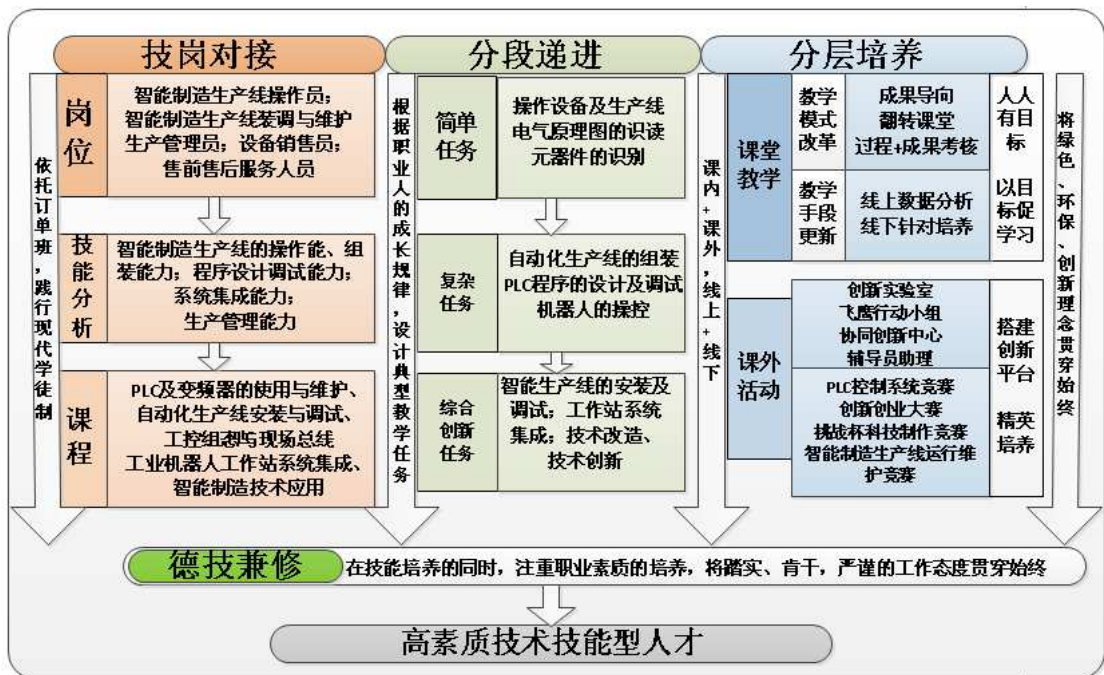 技岗对接
分段递进
分层培养
依托订单班，践行现代学徒制
岗位
智能制造生产线操作员；
智能制造生产线装调与维护
生产管理员；设备销售员；
售前售后服务人员
技能分析
智能制造生产线的操作能、组
装能力；程序设计调试能力；
系统集成能力；
生产管理能力
课程
PLC及变频器的使用与维护、
自动化生产线安装与调试、
工控组态与现场总线
工业机器人工作站系统集成、
智能制造技术应用
根据职业人的成长规律，设计典型教学任务
简单
任务
操作设备及生产线
电气原理图的识读
元器件的识别
复杂
任务
自动化生产线的组装
PLC程序的设计及调试
机器人的操控
综合
创新
任务
智能生产线的安装及
调试；工作站系统
集成；技术改造、
技术创新
课内+课外，线上+线下
课堂
教学
教学
模式
改革
成果导向
翻转课堂
过程+成果考核
教学
手段
更新
线上数据分析
线下针对培养
人人
有目
标
以目
标促
学习
课外
活动
创新实验室
飞鹰行动小组
协同创新中心
辅导员助理
PLC控制系统竞赛
创新创业大赛
挑战杯科技制作竞赛
智能制造生产线运行维
护竞赛
搭建
创新
平台
精英
培养
将绿色、环保、创新理念贯穿始终
德技兼修
在技能培养的同时，注重职业素质的培养，将踏实、肯干，严谨的工作态度贯穿始终
高素质技术技能型人才